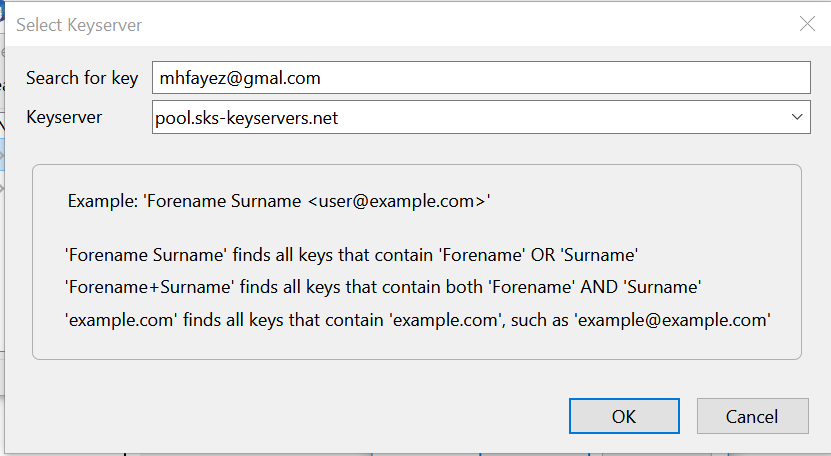 Select Keyserver
Search for key mhfayez@gmal.com
Keyserver pool.sks-keyservers.net
Example: 'Forename Surname <user@example.com>'
'Forename Surname' finds all keys that contain 'Forename' OR 'Surname'
'Forename+Surname' finds all keys that contain both 'Forename' AND 'Surname'
'example.com' finds all keys that contain 'example.com', such as 'example@example.com'
OK Cancel